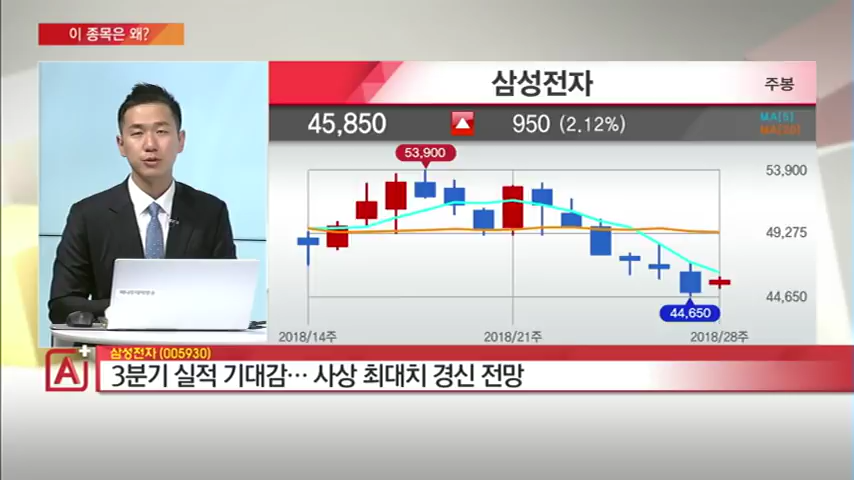 이 종목은 왜?
삼성전자
주봉
45,850 950 (2.12%)
MA[5]
53,900
53,900
49,275
44,650
44,650
2018/14주 2018/21주 2018/28주
A+
삼성전자 (005930)
3분기 실적 기대감… 사상 최대치 경신 전망